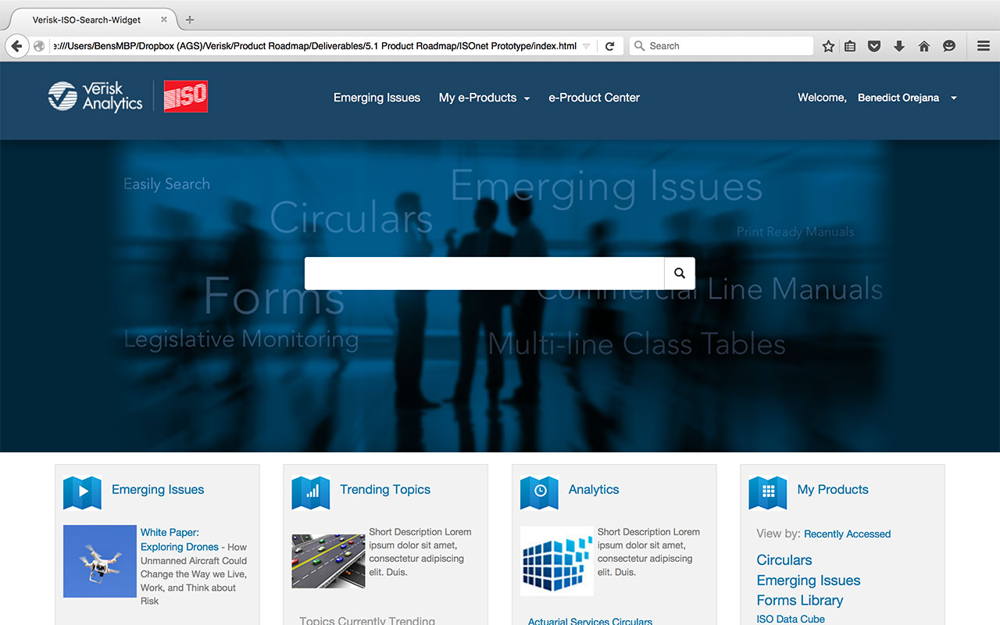 Verisk-ISO-Search-Widget
e:///Users/BensMBP/Dropbox (AGS)/Verisk/Product Roadmap/Deliverables/5.1 Product Roadmap/ISOnet Prototype/index.html
Search
Verisk
Analytics
ISO
Emerging Issues
My e-Products
e-Product Center
Welcome, Benedict Orejana
Easily Search
Emerging Issues
Circulars
Print Ready Manuals
Forms
Commercial Line Manuals
Legislative Monitoring
Multi-line Class Tables
Emerging Issues
White Paper:
Exploring Drones - How
Unmanned Aircraft Could
Change the Way we Live,
Work, and Think about
Risk
Trending Topics
Short Description Lorem
ipsum dolor sit amet,
consectetur adipiscing
elit. Duis.
Topics Currently Trending
Analytics
Short Description Lorem
ipsum dolor sit amet,
consectetur adipiscing
elit. Duis.
Actuarial Services Circulars
My Products
View by: Recently Accessed
Circulars
Emerging Issues
Forms Library
ISO Data Cube